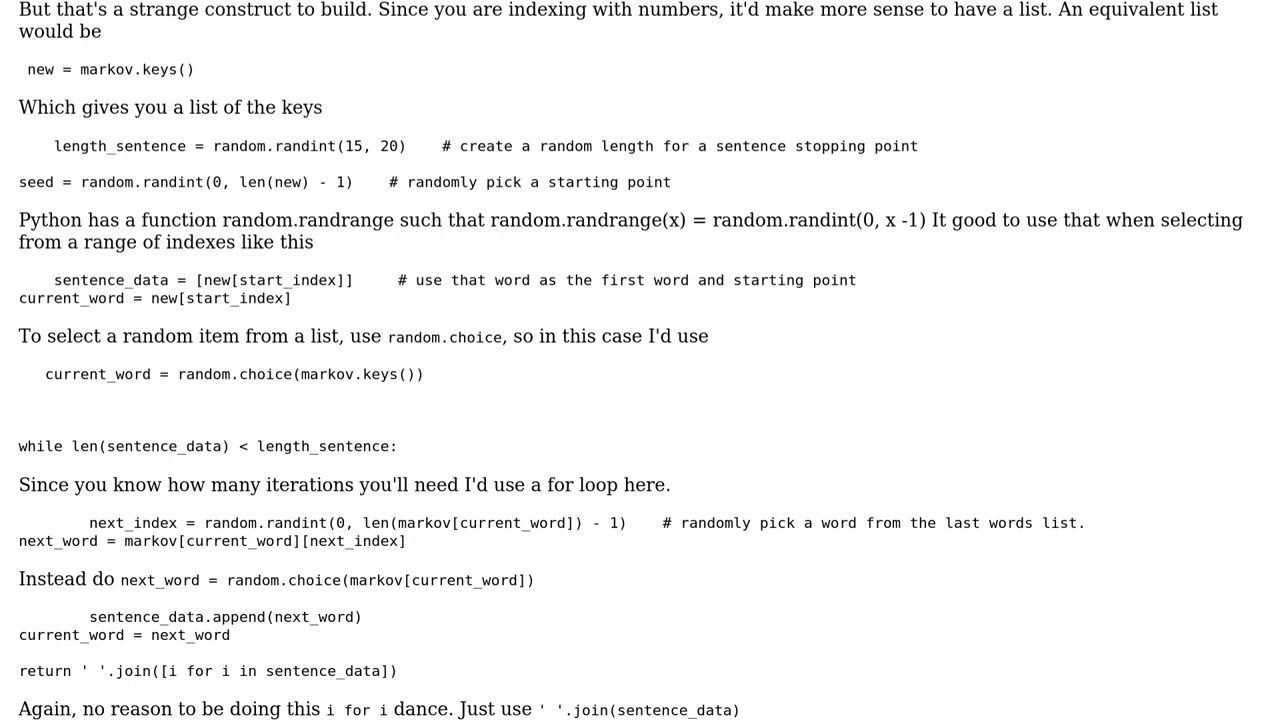 But that's a strange construct to build. Since you are indexing with numbers, it'd make more sense to have a list. An equivalent list
would be
new = markov.keys()
Which gives you a list of the keys
length_sentence = random.randint(15, 20)    # create a random length for a sentence stopping point
seed = random.randint(0, len(new) - 1)    # randomly pick a starting point
Python has a function random.randrange such that random.randrange(x) = random.randint(0, x -1) It good to use that when selecting
from a range of indexes like this
sentence_data = [new[start_index]]     # use that word as the first word and starting point
current_word = new[start_index]
To select a random item from a list, use random.choice, so in this case I'd use
current_word = random.choice(markov.keys())
while len(sentence_data) < length_sentence:
Since you know how many iterations you'll need I'd use a for loop here.
next_index = random.randint(0, len(markov[current_word]) - 1)    # randomly pick a word from the last words list.
next_word = markov[current_word][next_index]
Instead do next_word = random.choice(markov[current_word])
sentence_data.append(next_word)
current_word = next_word
return ' '.join([i for i in sentence_data])
Again, no reason to be doing this i for i dance. Just use ' '.join(sentence_data)